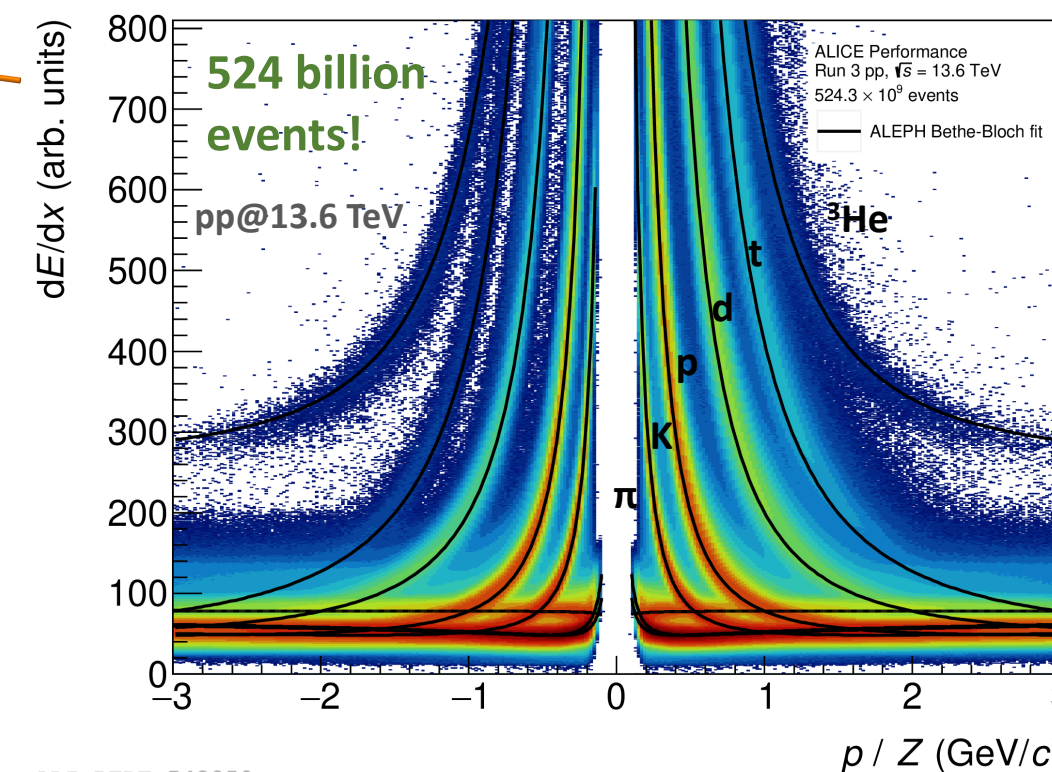 dE/dx (arb. units)
800
700
600
500
400
300
200
100
0
524 billion
events!
pp@13.6 TeV
ALICE Performance
Run 3 pp, √s = 13.6 TeV
524.3 × 10⁹ events
ALEPH Bethe-Bloch fit
³He
t
d
p
K
π
−3 −2 −1 0 1 2
p / Z (GeV/c